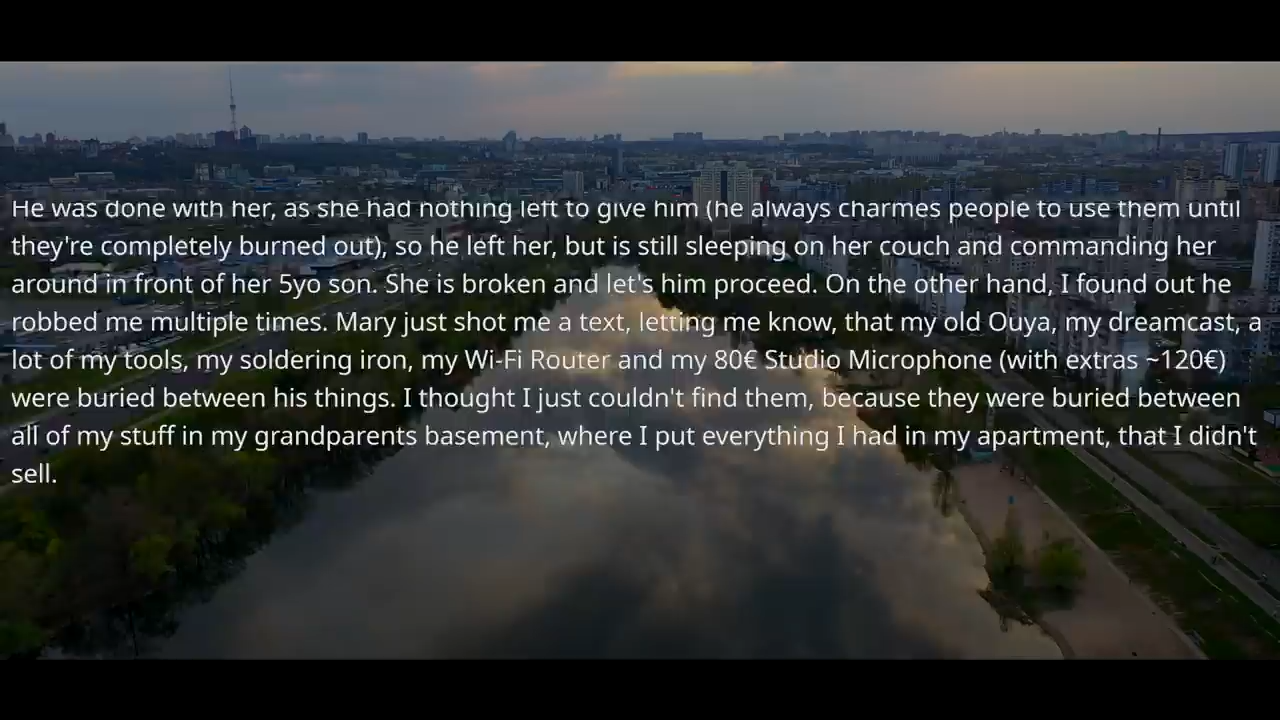 He was done with her, as she had nothing left to give him (he always charmes people to use them until
they're completely burned out), so he left her, but is still sleeping on her couch and commanding her
around in front of her 5yo son. She is broken and let's him proceed. On the other hand, I found out he
robbed me multiple times. Mary just shot me a text, letting me know, that my old Ouya, my dreamcast, a
lot of my tools, my soldering iron, my Wi-Fi Router and my 80€ Studio Microphone (with extras ~120€)
were buried between his things. I thought I just couldn't find them, because they were buried between
all of my stuff in my grandparents basement, where I put everything I had in my apartment, that I didn't
sell.